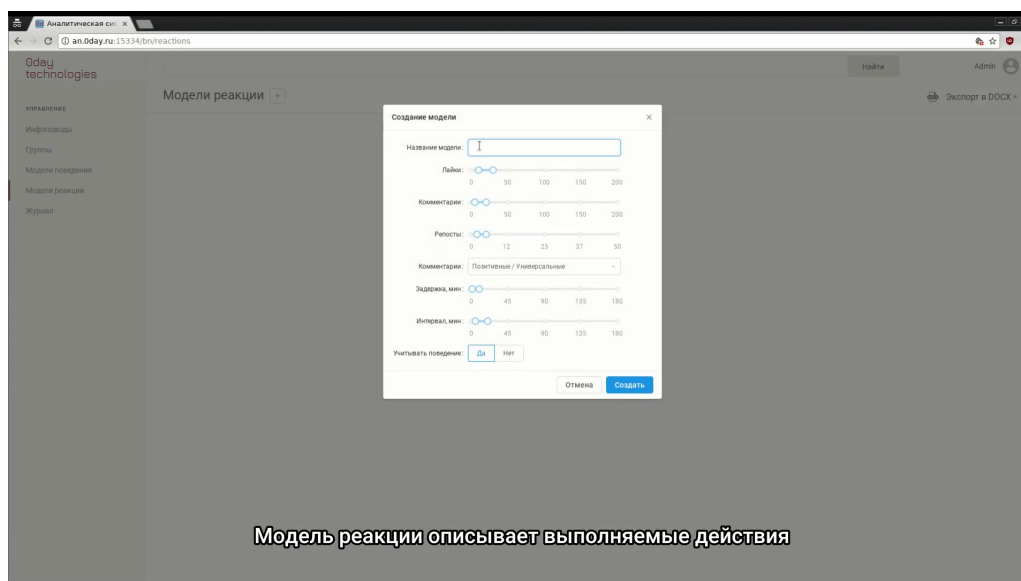 Аналитическая сис
an.0day.ru:15334/bn/reactions
0day
technologies
Найти
Admin
УПРАВЛЕНИЕ
Инфоповоды
Группы
Модели поведения
Модели реакции
Журнал
Модели реакции +
Экспорт в DOCX
Создание модели
Название модели:
Лайки:
0 50 100 150 200
Комментарии:
0 50 100 150 200
Репосты:
0 12 25 37 50
Комментарии: Позитивные / Универсальные
Задержка, мин:
0 45 90 135 180
Интервал, мин:
0 45 90 135 180
Учитывать поведение: Да Нет
Отмена Создать
Модель реакции описывает выполняемые действия